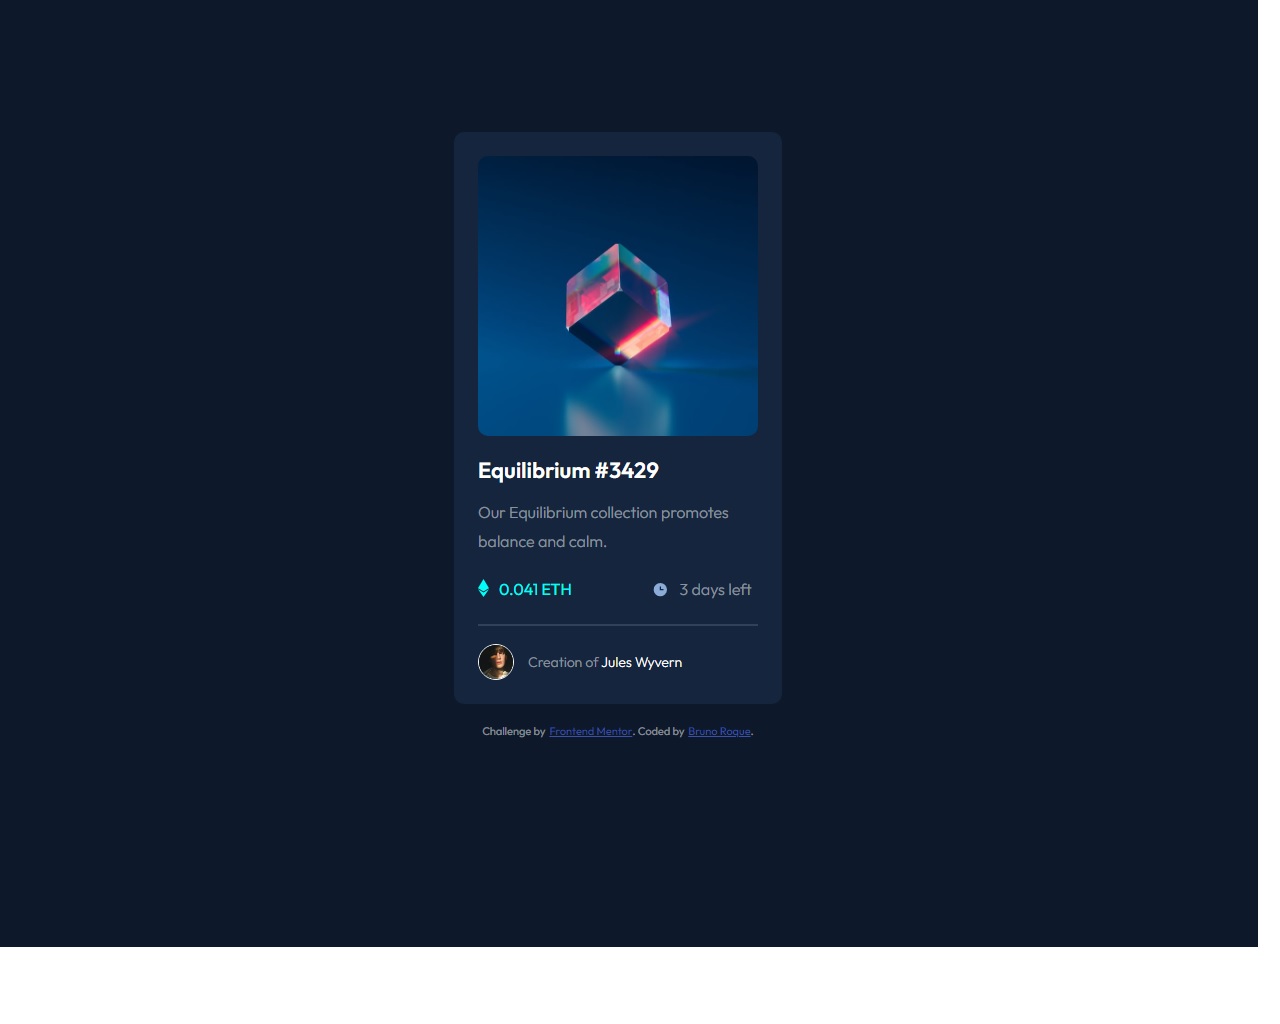 Equilibrium #3429
Our Equilibrium collection promotes
balance and calm.
0.041 ETH
3 days left
Creation of Jules Wyvern
Challenge by Frontend Mentor. Coded by Bruno Roque.